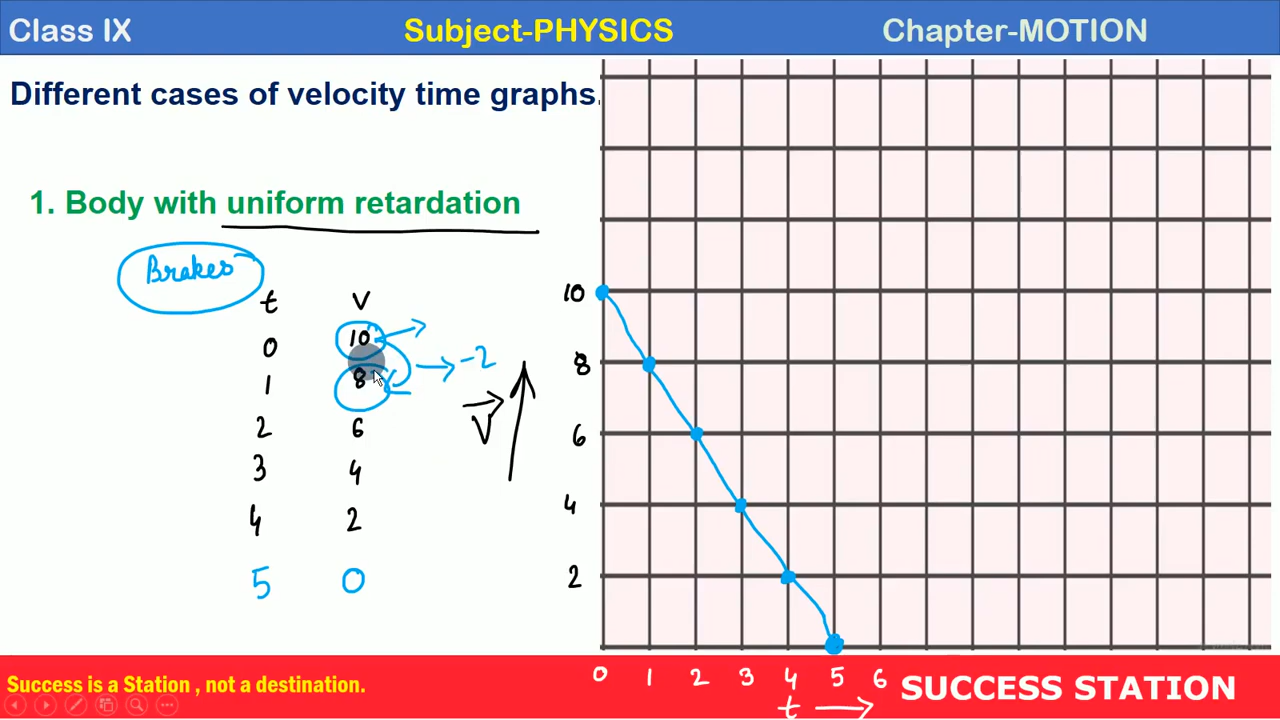 Class IX
Subject-PHYSICS
Chapter-MOTION
Different cases of velocity time graphs.
1. Body with uniform retardation
Brakes
t V
0 10
1 8
2 6
3 4
4 2
5 0
-2
V
10
8
6
4
2
0 1 2 3 4 5 6
t
Success is a Station , not a destination.
SUCCESS STATION